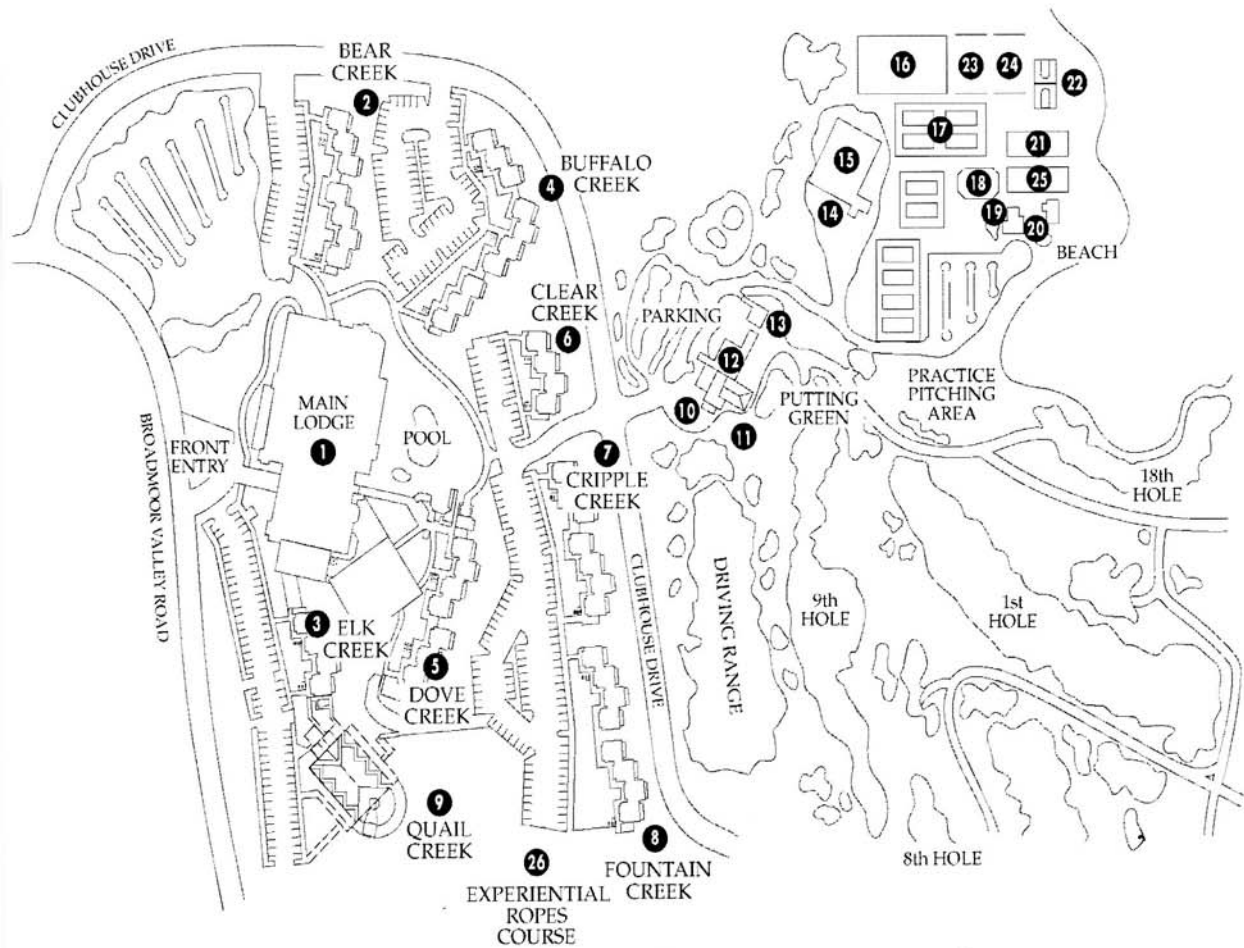 CLUBHOUSE DRIVE
BEAR
CREEK
2
16
23
24
22
17
21
15
BUFFALO
CREEK
4
18
25
14
19
20
BEACH
CLEAR
CREEK
6
PARKING
13
12
PRACTICE
PITCHING
AREA
MAIN
LODGE
1
POOL
FRONT
ENTRY
10
11
PUTTING
GREEN
7
CRIPPLE
CREEK
18th
HOLE
BROADMOOR VALLEY ROAD
CLUBHOUSE DRIVE
DRIVING RANGE
9th
HOLE
1st
HOLE
3
ELK
CREEK
5
DOVE
CREEK
9
QUAIL
CREEK
8
FOUNTAIN
CREEK
8th HOLE
26
EXPERIENTIAL
ROPES
COURSE